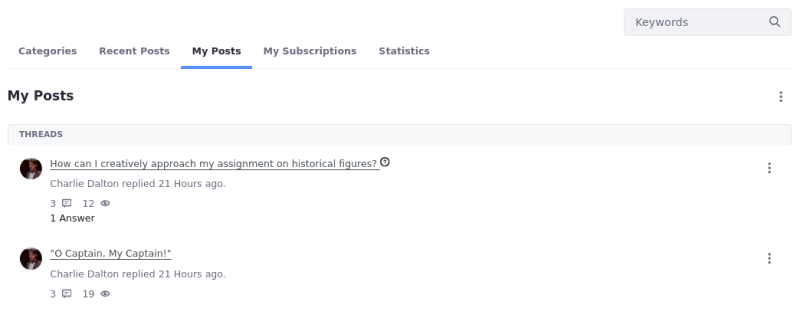 Keywords
Categories Recent Posts My Posts My Subscriptions Statistics
My Posts
THREADS
How can I creatively approach my assignment on historical figures?
Charlie Dalton replied 21 Hours ago.
3 12
1 Answer
"O Captain, My Captain!"
Charlie Dalton replied 21 Hours ago.
3 19